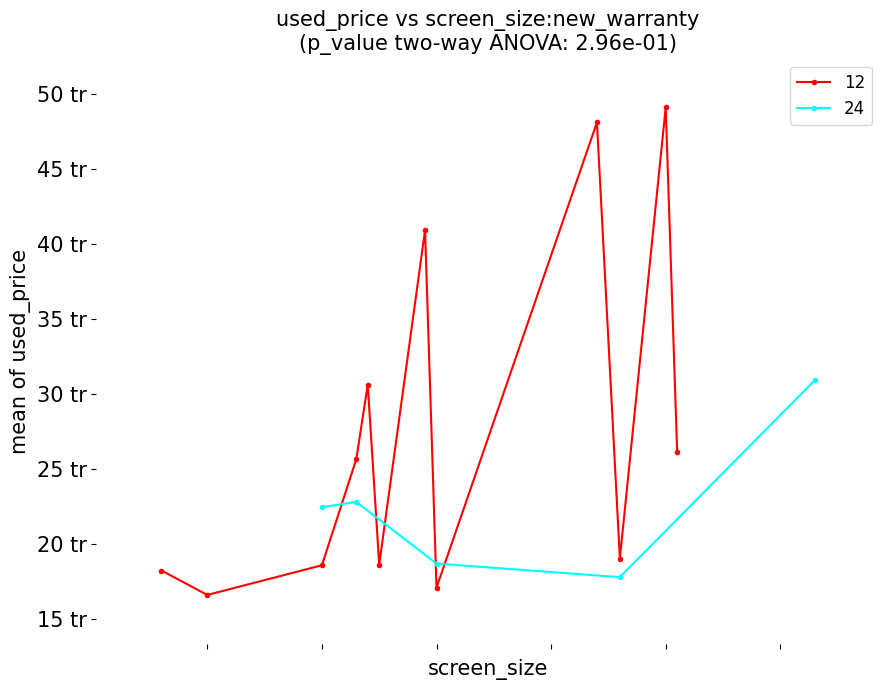 used_price vs screen_size:new_warranty
(p_value two-way ANOVA: 2.96e-01)
12
24
50 tr
45 tr
40 tr
35 tr
30 tr
25 tr
20 tr
15 tr
mean of used_price
screen_size